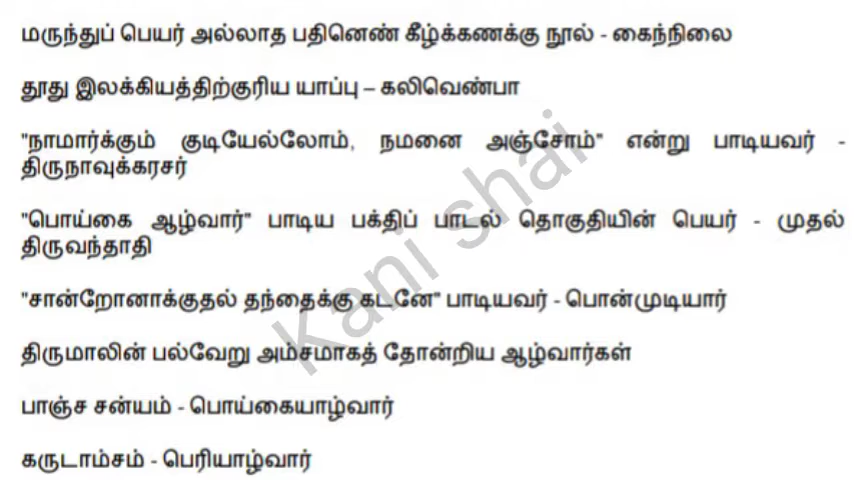 மருந்துப் பெயர் அல்லாத பதினெண் கீழ்க்கணக்கு நூல் - கைந்நிலை
தூது இலக்கியத்திற்குரிய யாப்பு – கலிவெண்பா
"நாமார்க்கும் குடியேல்லோம், நமனை அஞ்சோம்" என்று பாடியவர் -
திருநாவுக்கரசர்
"பொய்கை ஆழ்வார்" பாடிய பக்திப் பாடல் தொகுதியின் பெயர் - முதல்
திருவந்தாதி
"சான்றோனாக்குதல் தந்தைக்கு கடனே" பாடியவர் - பொன்முடியார்
திருமாலின் பல்வேறு அம்சமாகத் தோன்றிய ஆழ்வார்கள்
பாஞ்ச சன்யம் - பொய்கையாழ்வார்
கருடாம்சம் - பெரியாழ்வார்
Kani shai